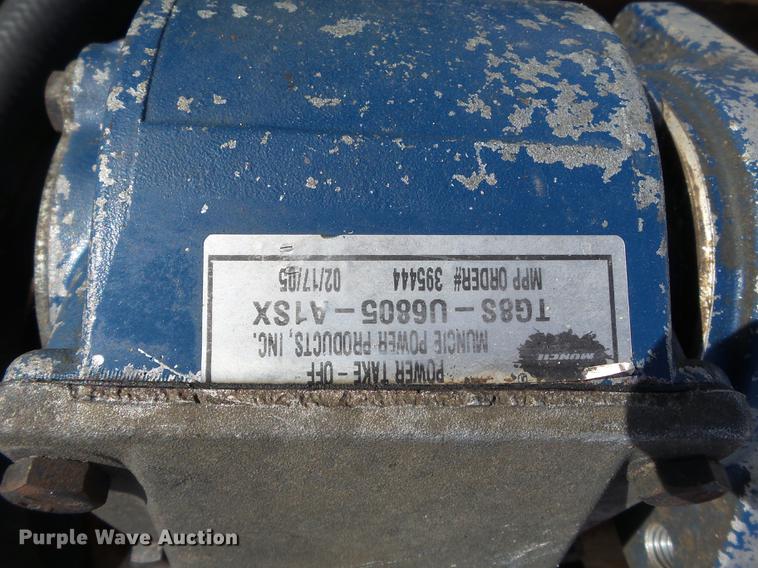 MUNCIE
POWER TAKE - OFF
MUNCIE POWER PRODUCTS, INC.
TG8S-U6805-A1SX
MPP ORDER# 395444 02/17/05
Purple Wave Auction